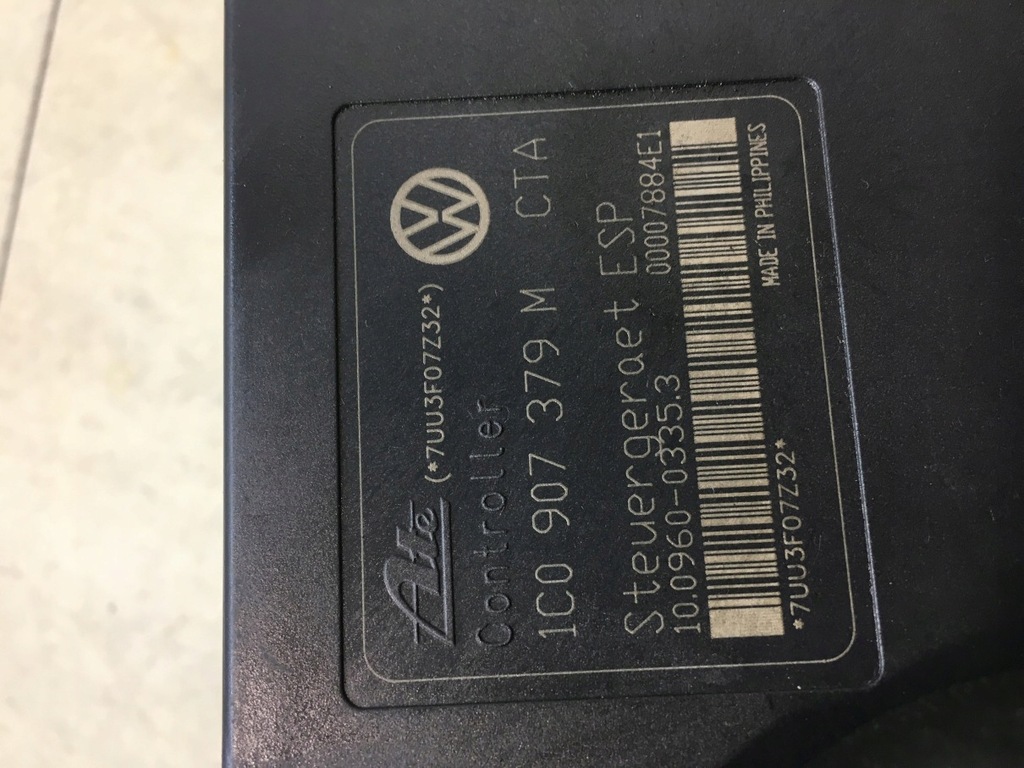 Ate (*7UU3F07Z32*)
Controller
1C0 907 379 M CTA
Steuergeraet ESP
10.0960-0335.3 00007884E1
*7UU3F07Z32* MADE IN PHILIPPINES